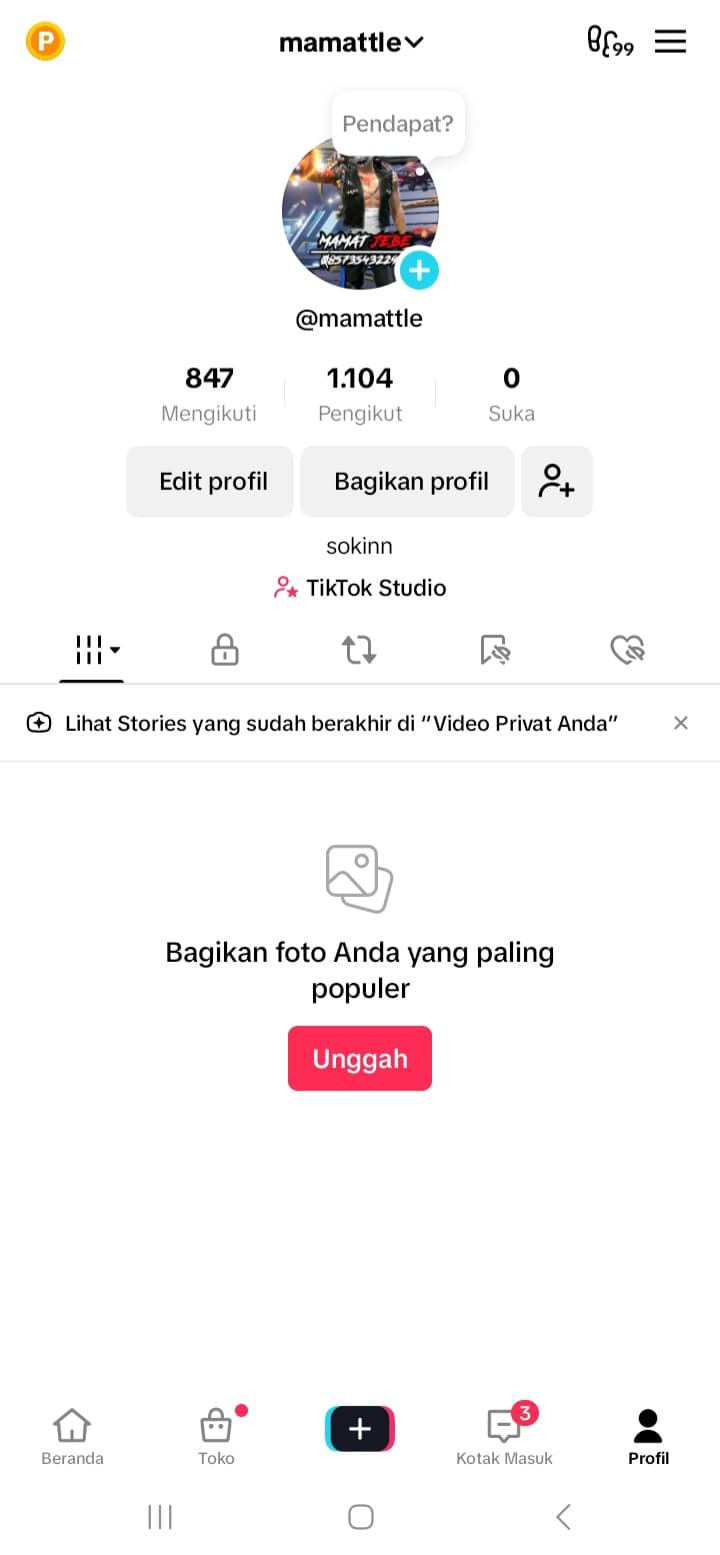 P
mamattle
99
Pendapat?
MAMAT JEBE
@mamattle
847
Mengikuti
1.104
Pengikut
0
Suka
Edit profil
Bagikan profil
sokinn
TikTok Studio
Lihat Stories yang sudah berakhir di "Video Privat Anda"
Bagikan foto Anda yang paling
populer
Unggah
Beranda
Toko
3
Kotak Masuk
Profil